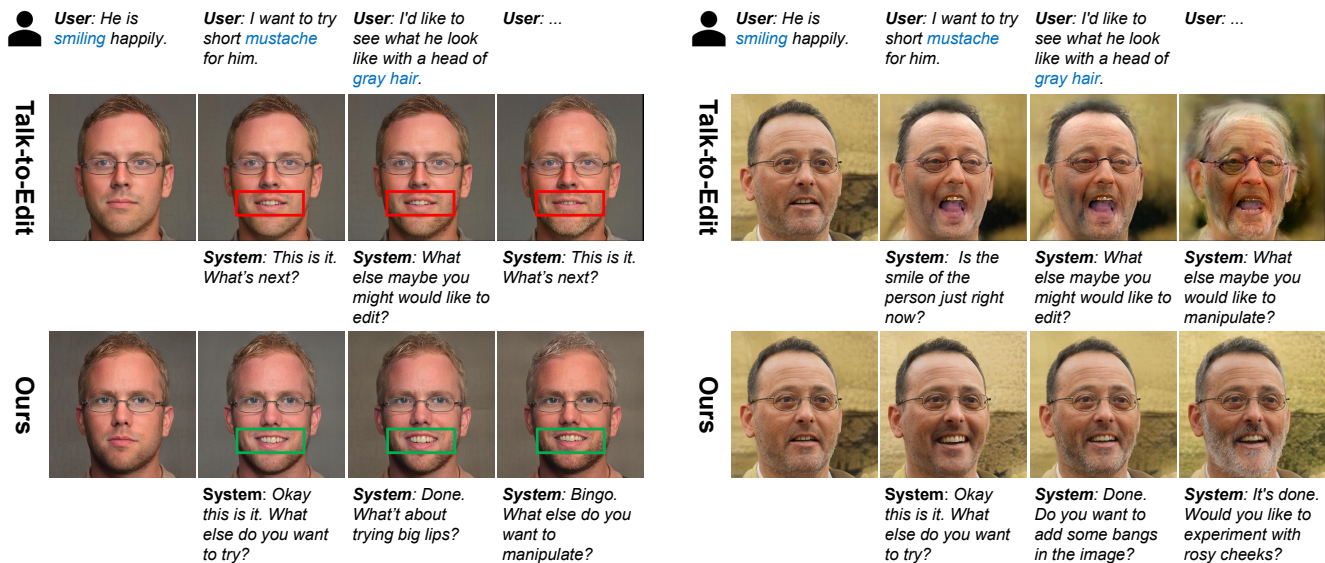 User: He is
smiling happily.
User: I want to try
short mustache
for him.
User: I'd like to
see what he look
like with a head of
gray hair.
User: ...
Talk-to-Edit
System: This is it.
What's next?
System: What
else maybe you
might would like to
edit?
System: This is it.
What's next?
Ours
System: Okay
this is it. What
else do you want
to try?
System: Done.
What't about
trying big lips?
System: Bingo.
What else do you
want to
manipulate?
User: He is
smiling happily.
User: I want to try
short mustache
for him.
User: I'd like to
see what he look
like with a head of
gray hair.
User: ...
Talk-to-Edit
System: Is the
smile of the
person just right
now?
System: What
else maybe you
might would like to
edit?
System: What
else maybe you
would like to
manipulate?
Ours
System: Okay
this is it. What
else do you want
to try?
System: Done.
Do you want to
add some bangs
in the image?
System: It's done.
Would you like to
experiment with
rosy cheeks?